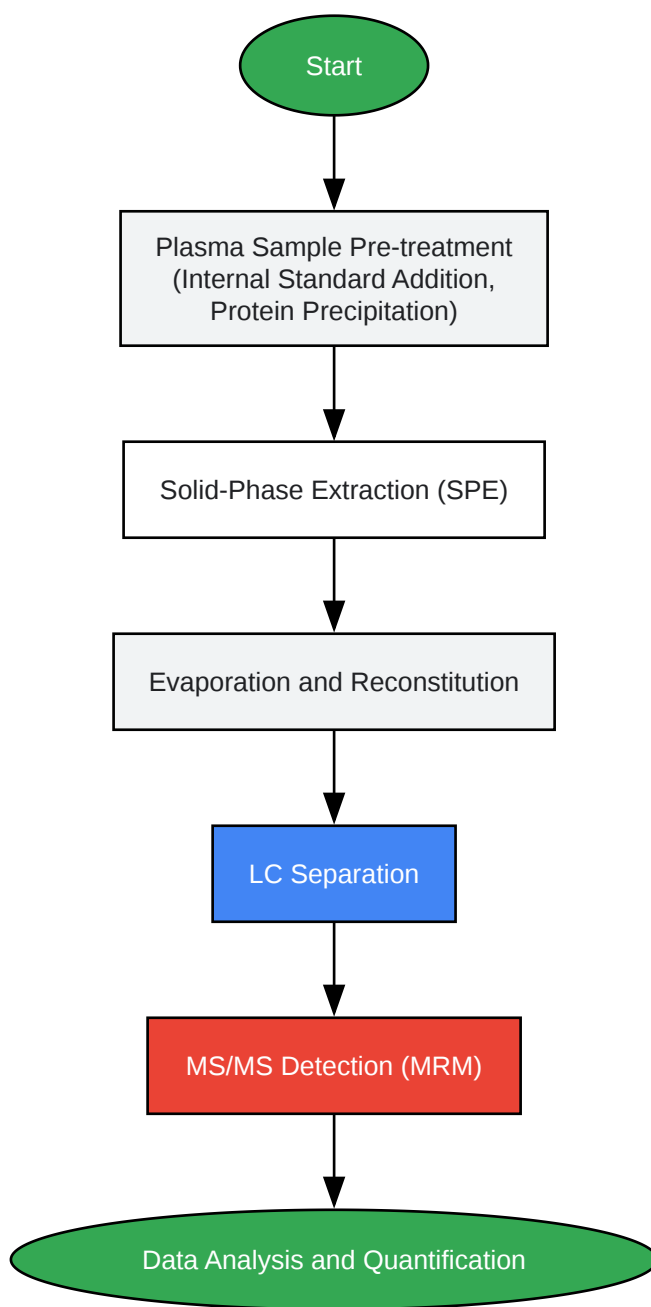 Start
Plasma Sample Pre-treatment
(Internal Standard Addition,
Protein Precipitation)
Solid-Phase Extraction (SPE)
Evaporation and Reconstitution
LC Separation
MS/MS Detection (MRM)
Data Analysis and Quantification